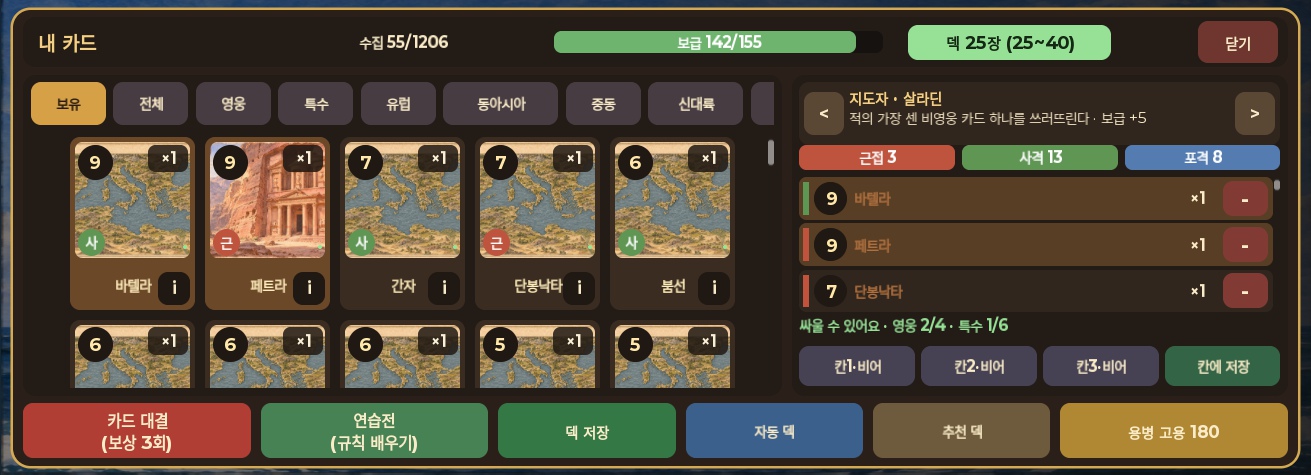 내 카드
수집 55/1206
보급 142/155
덱 25장 (25~40)
닫기
보유
전체
영웅
특수
유럽
동아시아
중동
신대륙
<
지도자 · 살라딘
적의 가장 센 비영웅 카드 하나를 쓰러뜨린다 · 보급 +5
>
근접 3
사격 13
포격 8
9 ×1
사
바텔라 i
9 ×1
근
페트라 i
7 ×1
사
간자 i
7 ×1
근
단봉낙타 i
6 ×1
사
붐선 i
6 ×1
6 ×1
6 ×1
5 ×1
5 ×1
9 바텔라 ×1 -
9 페트라 ×1 -
7 단봉낙타 ×1 -
싸울 수 있어요 · 영웅 2/4 · 특수 1/6
칸1·비어
칸2·비어
칸3·비어
칸에 저장
카드 대결
(보상 3회)
연습전
(규칙 배우기)
덱 저장
자동 덱
추천 덱
용병 고용 180